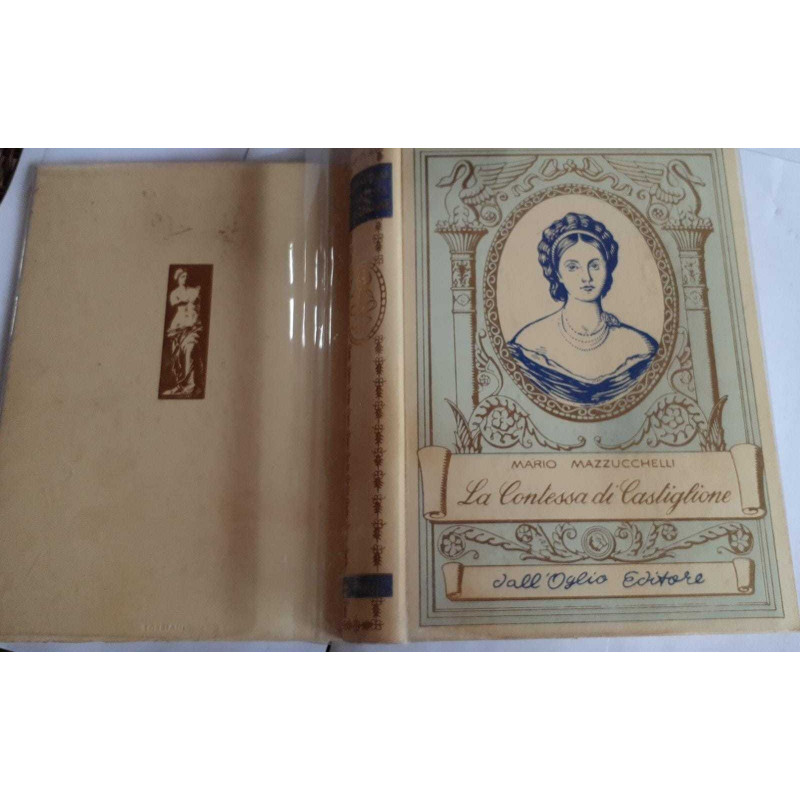 MARIO MAZZUCCHELLI
La Contessa di Castiglione
dall'Oglio Editore